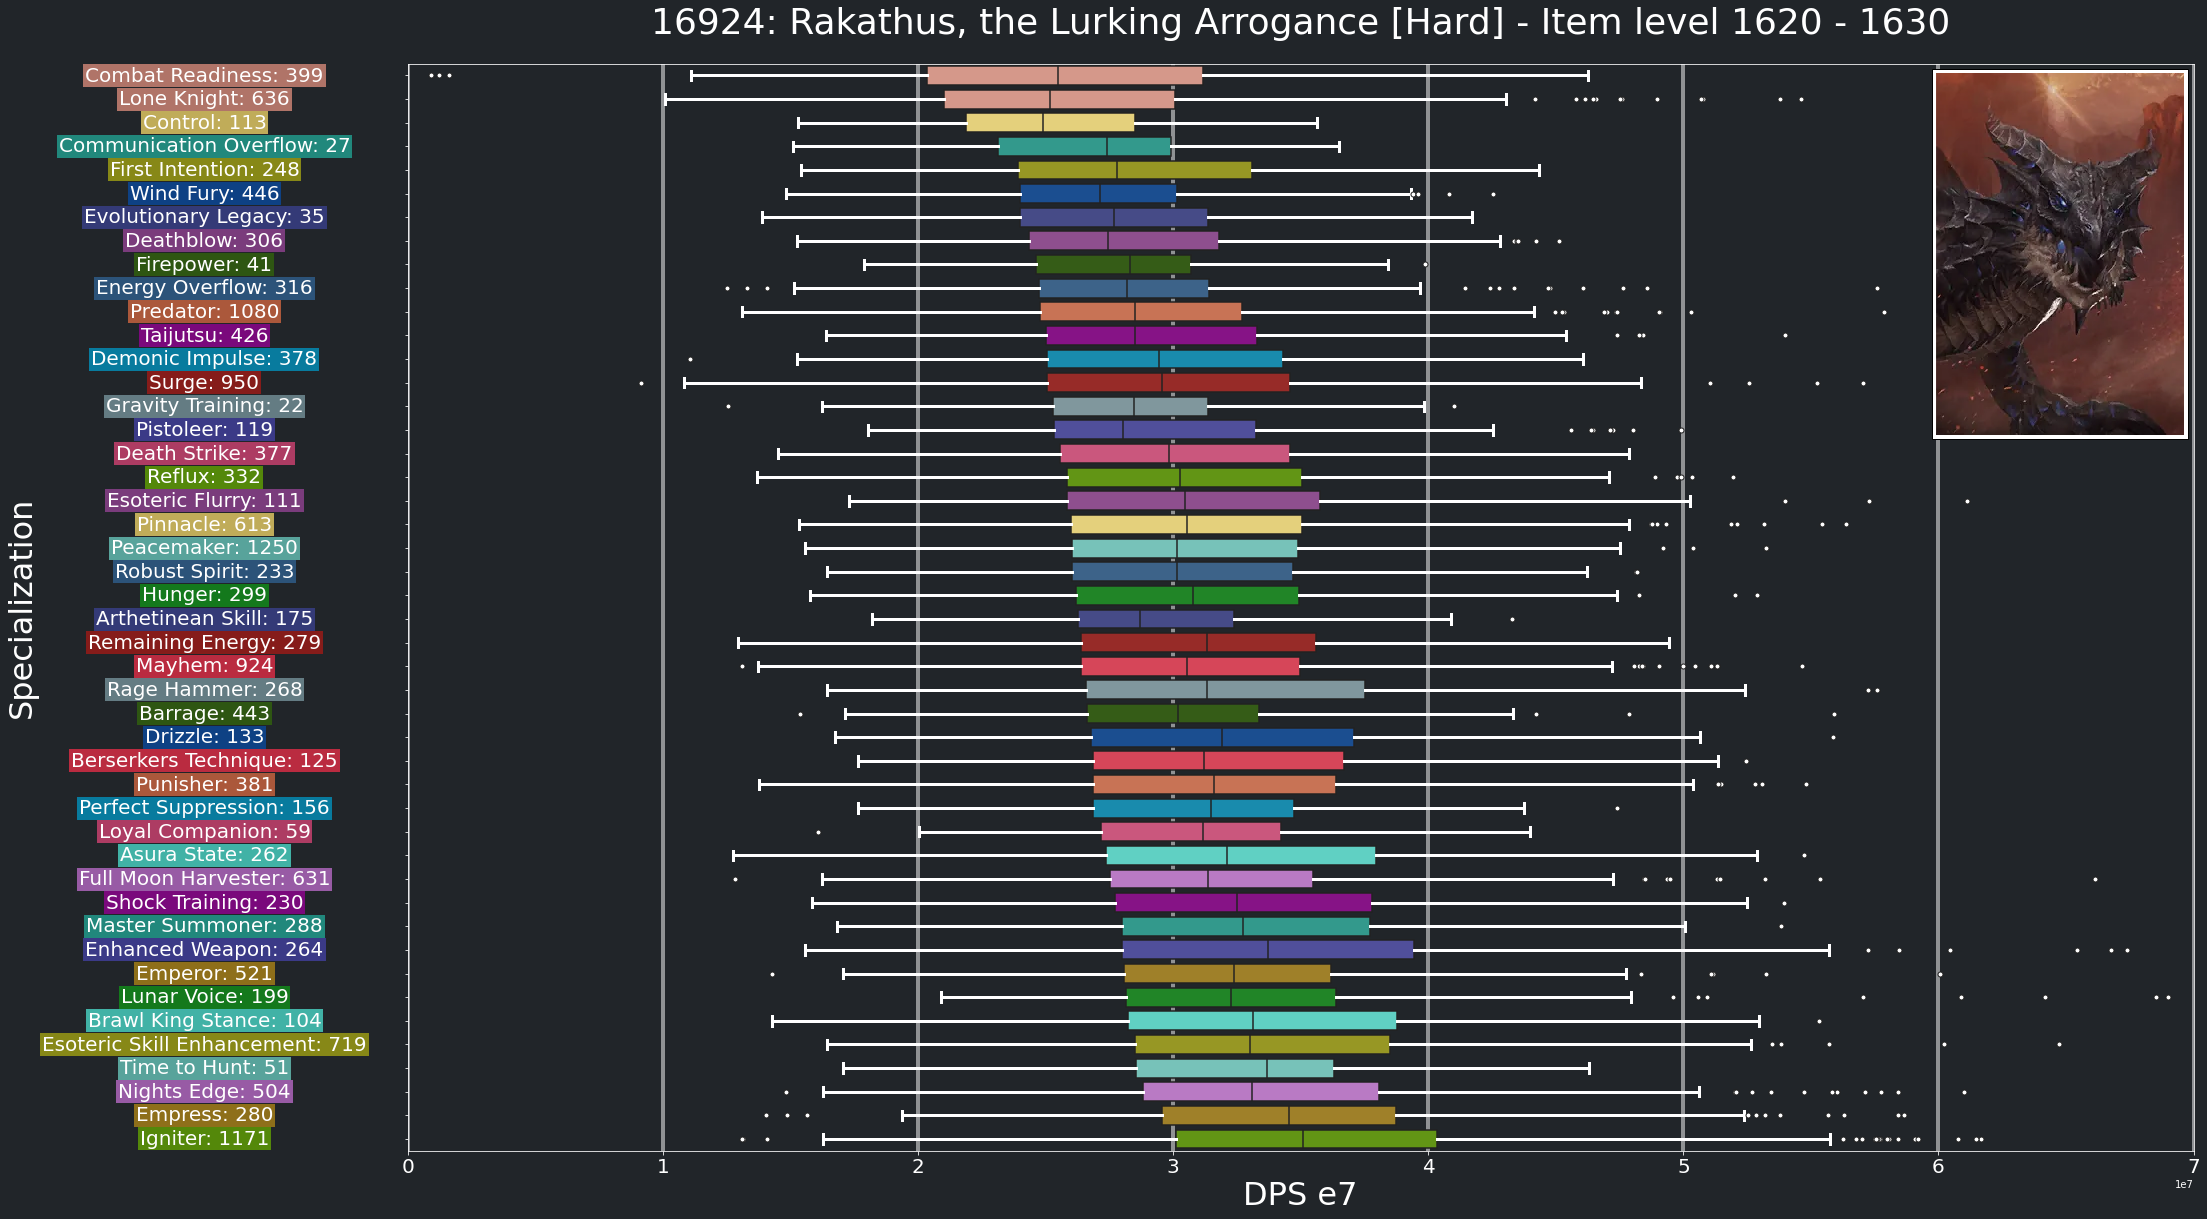 16924: Rakathus, the Lurking Arrogance [Hard] - Item level 1620 - 1630
Specialization
Combat Readiness: 399
Lone Knight: 636
Control: 113
Communication Overflow: 27
First Intention: 248
Wind Fury: 446
Evolutionary Legacy: 35
Deathblow: 306
Firepower: 41
Energy Overflow: 316
Predator: 1080
Taijutsu: 426
Demonic Impulse: 378
Surge: 950
Gravity Training: 22
Pistoleer: 119
Death Strike: 377
Reflux: 332
Esoteric Flurry: 111
Pinnacle: 613
Peacemaker: 1250
Robust Spirit: 233
Hunger: 299
Arthetinean Skill: 175
Remaining Energy: 279
Mayhem: 924
Rage Hammer: 268
Barrage: 443
Drizzle: 133
Berserkers Technique: 125
Punisher: 381
Perfect Suppression: 156
Loyal Companion: 59
Asura State: 262
Full Moon Harvester: 631
Shock Training: 230
Master Summoner: 288
Enhanced Weapon: 264
Emperor: 521
Lunar Voice: 199
Brawl King Stance: 104
Esoteric Skill Enhancement: 719
Time to Hunt: 51
Nights Edge: 504
Empress: 280
Igniter: 1171
0 1 2 3 4 5 6 7
DPS e7
1e7